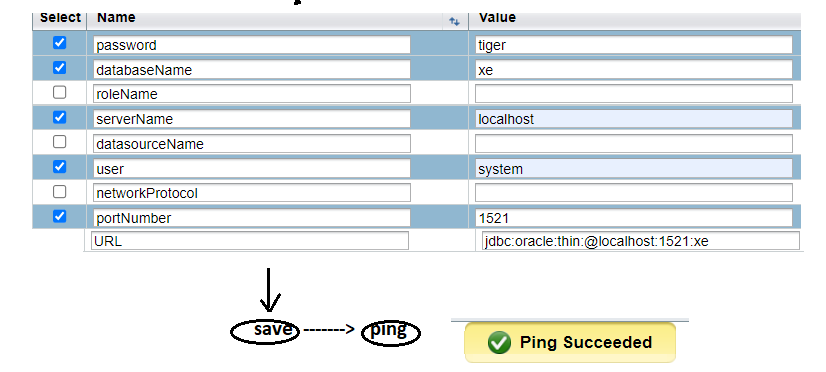 Select Name Value
password tiger
databaseName xe
roleName
serverName localhost
datasourceName
user system
networkProtocol
portNumber 1521
URL jdbc:oracle:thin:@localhost:1521:xe
save -------> ping Ping Succeeded